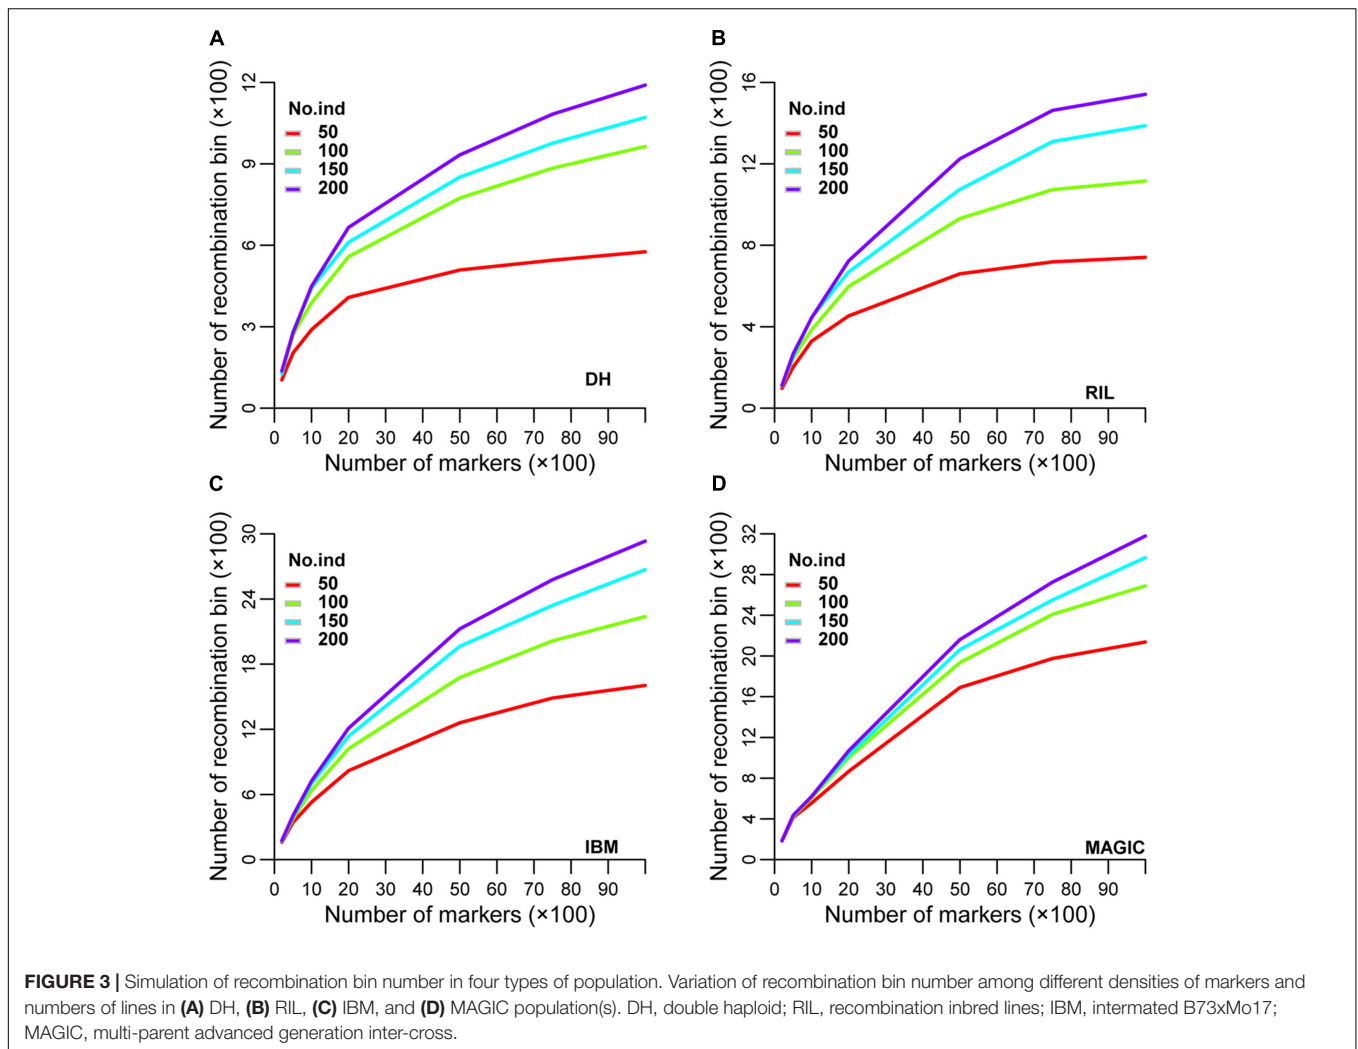 A
Number of recombination bin (×100)
12
9
6
3
0
No.ind
50
100
150
200
DH
0 10 20 30 40 50 60 70 80 90
Number of markers (×100)
B
Number of recombination bin (×100)
16
12
8
4
0
No.ind
50
100
150
200
RIL
0 10 20 30 40 50 60 70 80 90
Number of markers (×100)
C
Number of recombination bin (×100)
30
24
18
12
6
0
No.ind
50
100
150
200
IBM
0 10 20 30 40 50 60 70 80 90
Number of markers (×100)
D
Number of recombination bin (×100)
32
28
24
20
16
12
8
4
0
No.ind
50
100
150
200
MAGIC
0 10 20 30 40 50 60 70 80 90
Number of markers (×100)
FIGURE 3 | Simulation of recombination bin number in four types of population. Variation of recombination bin number among different densities of markers and
numbers of lines in (A) DH, (B) RIL, (C) IBM, and (D) MAGIC population(s). DH, double haploid; RIL, recombination inbred lines; IBM, intermated B73xMo17;
MAGIC, multi-parent advanced generation inter-cross.